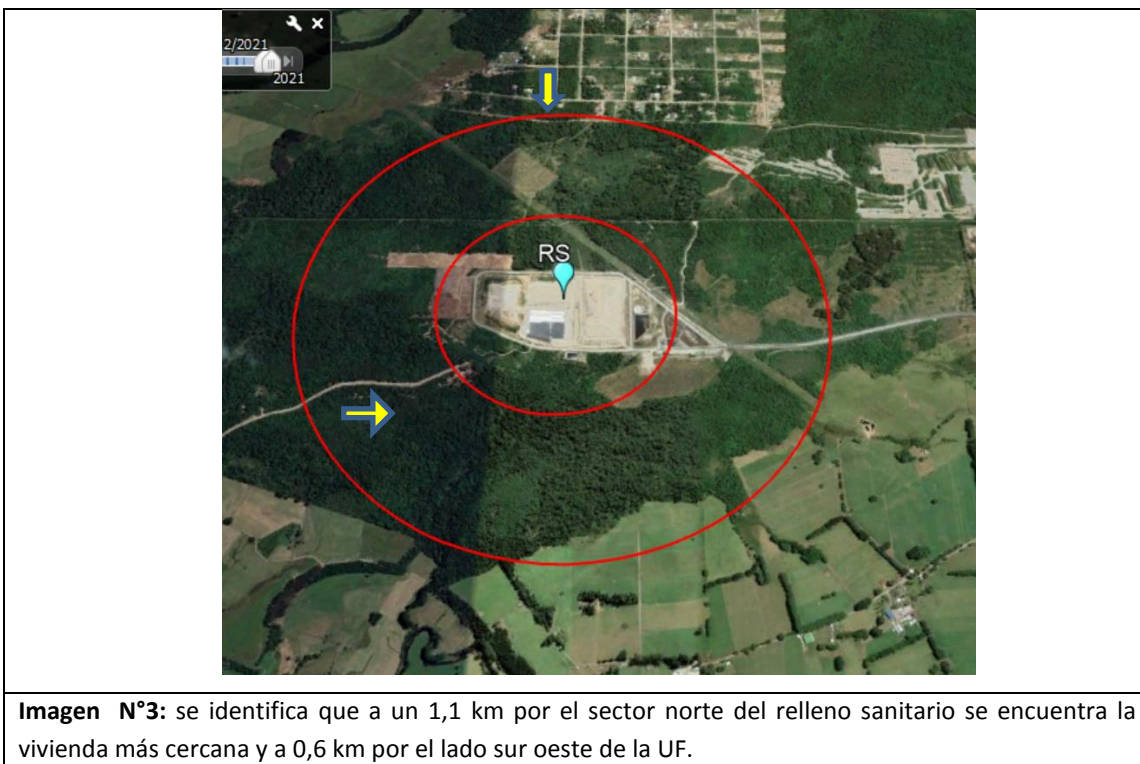 2/2021
2021
RS
Imagen N°3: se identifica que a un 1,1 km por el sector norte del relleno sanitario se encuentra la
vivienda más cercana y a 0,6 km por el lado sur oeste de la UF.